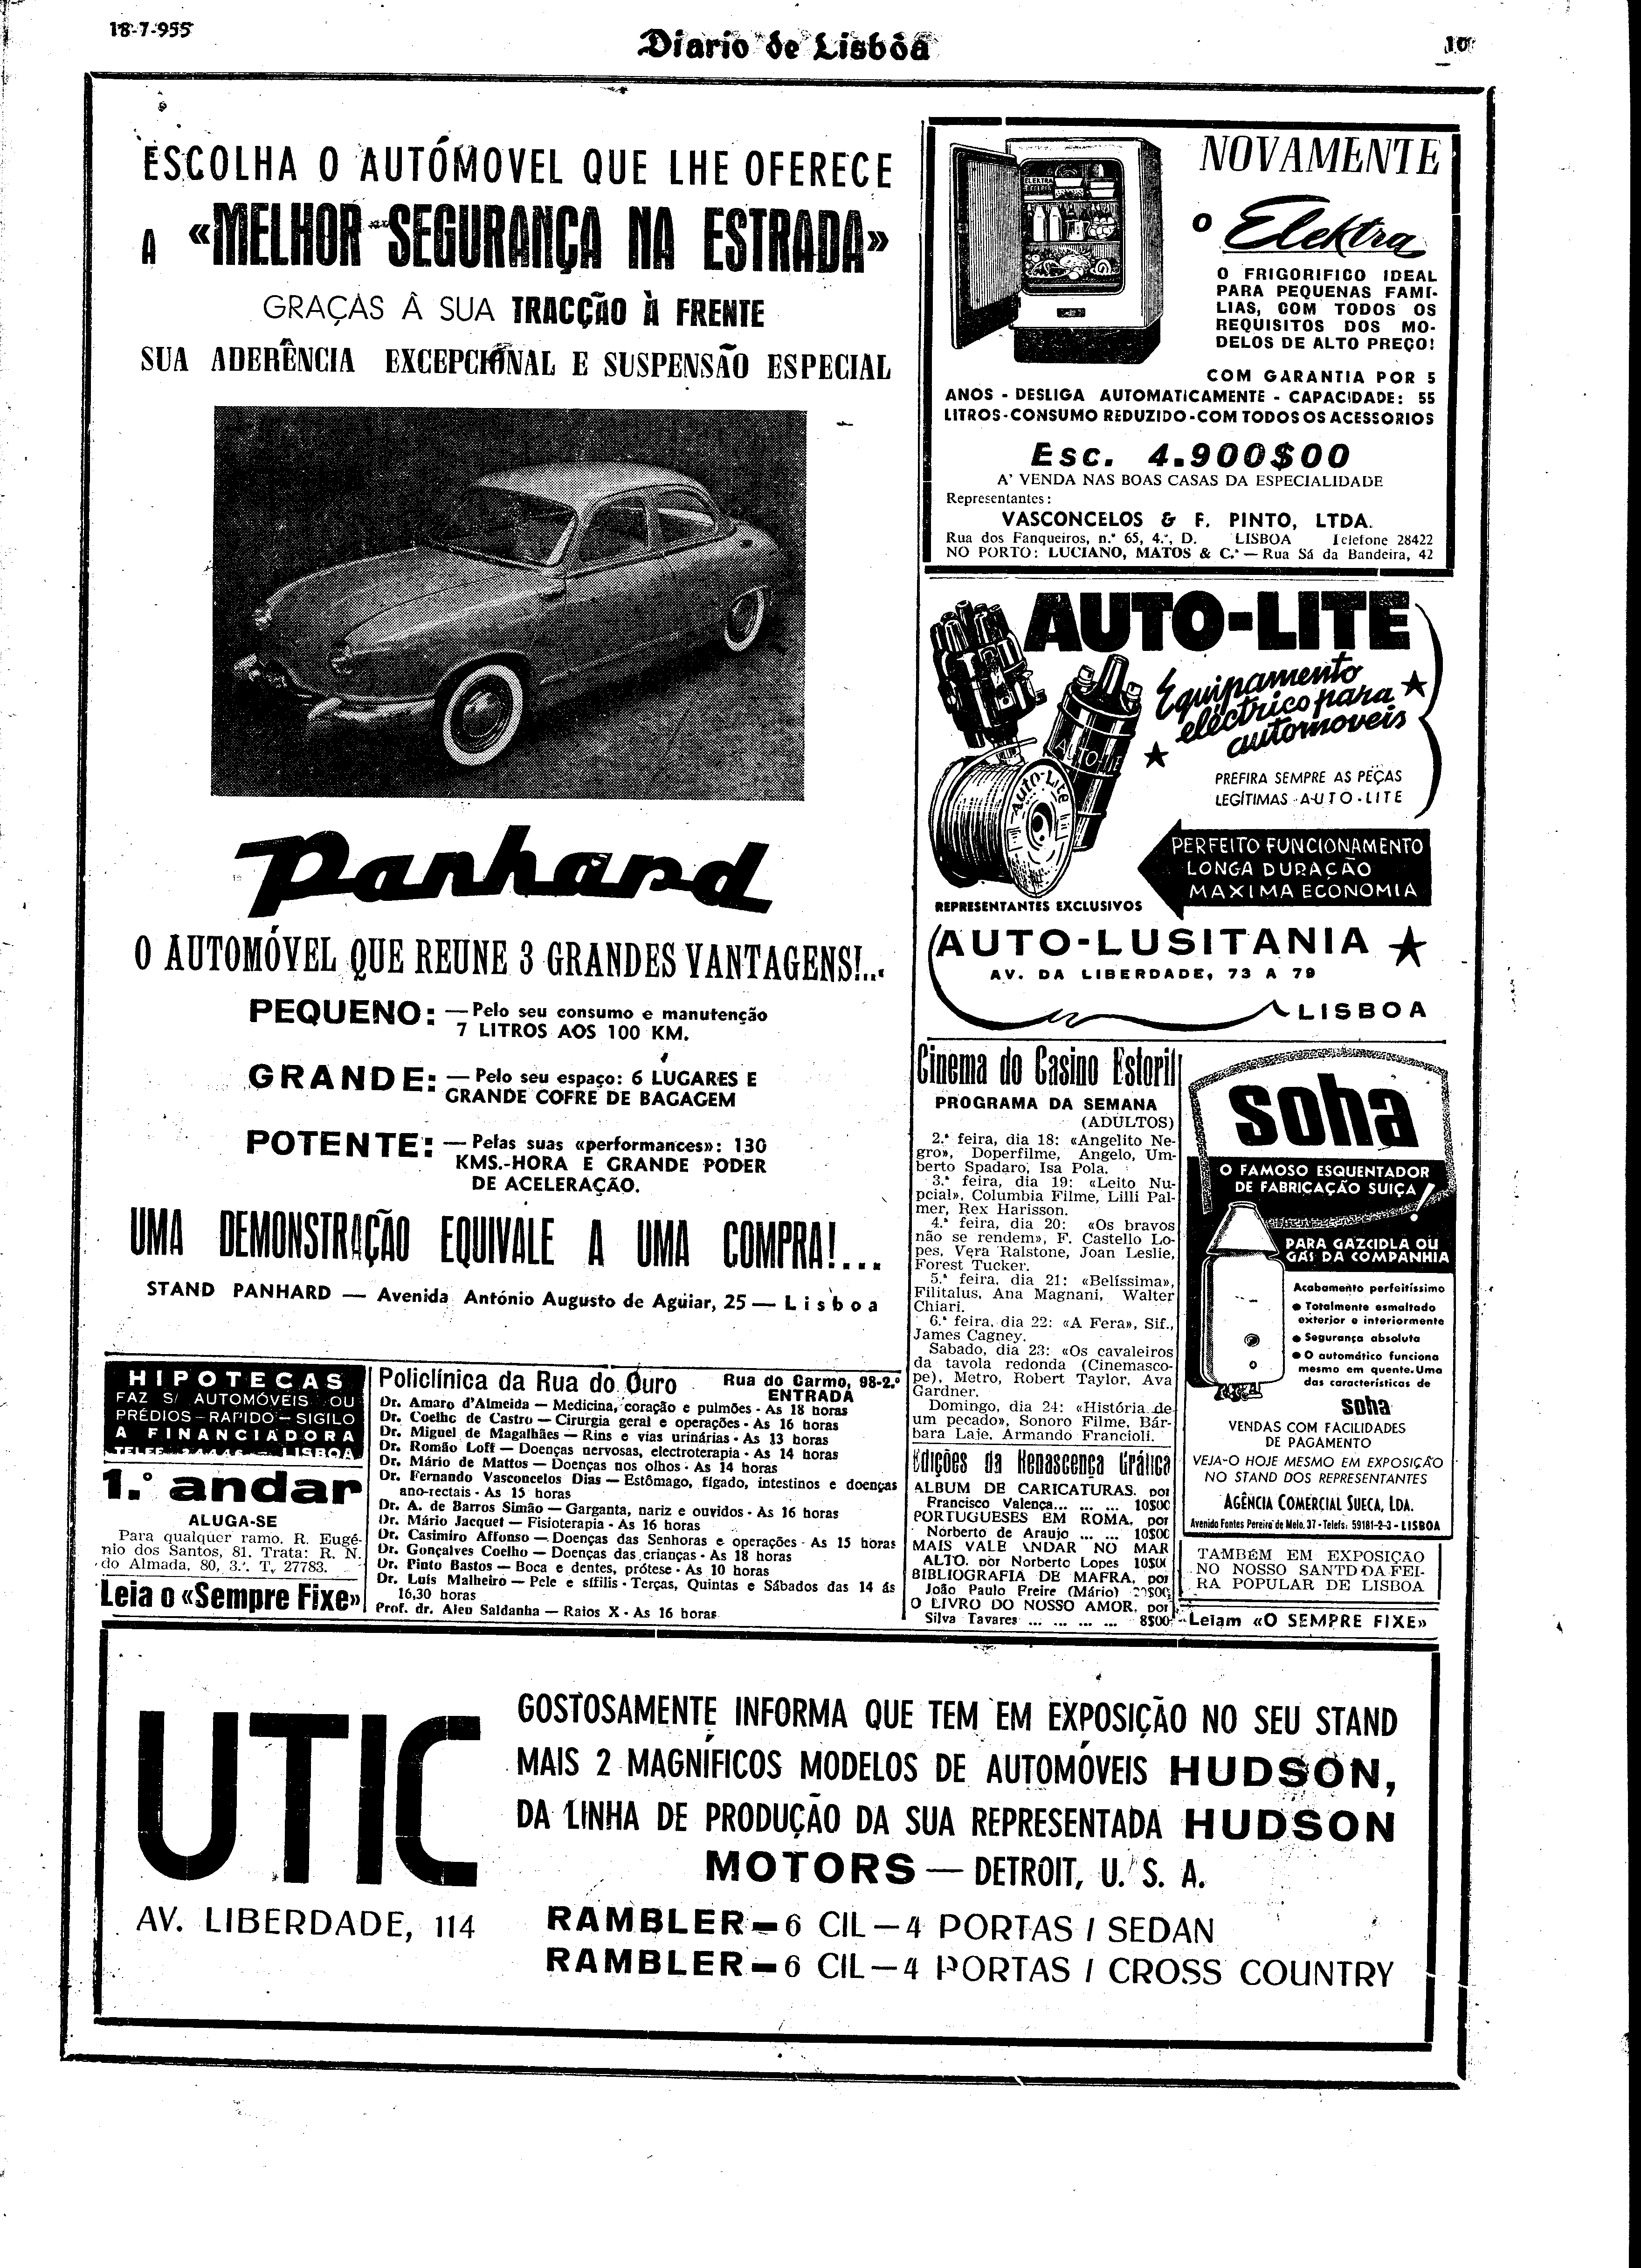 18-7-955
Diario de Lisbôa
10
ESCOLHA O AUTÓMOVEL QUE LHE OFERECE
A «MELHOR SEGURANÇA NA ESTRADA»
GRAÇAS À SUA TRACÇÃO À FRENTE
SUA ADERÊNCIA EXCEPCIONAL E SUSPENSÃO ESPECIAL
Panhard
O AUTOMÓVEL QUE REUNE 3 GRANDES VANTAGENS!...
PEQUENO: — Pelo seu consumo e manutenção
7 LITROS AOS 100 KM.
GRANDE: — Pelo seu espaço: 6 LUGARES E
GRANDE COFRE DE BAGAGEM
POTENTE: — Pelas suas «performances»: 130
KMS.-HORA E GRANDE PODER
DE ACELERAÇÃO.
UMA DEMONSTRAÇÃO EQUIVALE A UMA COMPRA!...
STAND PANHARD — Avenida António Augusto de Aguiar, 25 — Lisboa
NOVAMENTE
O Elektra
ELEKTRA
O FRIGORIFICO IDEAL
PARA PEQUENAS FAMI-
LIAS, COM TODOS OS
REQUISITOS DOS MO-
DELOS DE ALTO PREÇO!
COM GARANTIA POR 5
ANOS - DESLIGA AUTOMATICAMENTE - CAPACIDADE: 55
LITROS-CONSUMO REDUZIDO-COM TODOS OS ACESSORIOS
Esc. 4.900$00
A' VENDA NAS BOAS CASAS DA ESPECIALIDADE
Representantes:
VASCONCELOS & F. PINTO, LTDA.
Rua dos Fanqueiros, n.º 65, 4.º, D. LISBOA Telefone 28422
NO PORTO: LUCIANO, MATOS & C.ª — Rua Sá da Bandeira, 42
AUTO-LITE
Equipamento
eléctrico para
automoveis
AUTO-LITE
Auto-Lite
PREFIRA SEMPRE AS PEÇAS
LEGÍTIMAS AUTO-LITE
PERFEITO FUNCIONAMENTO
LONGA DURAÇÃO
MAXIMA ECONOMIA
REPRESENTANTES EXCLUSIVOS
AUTO-LUSITANIA
AV. DA LIBERDADE, 73 A 79
LISBOA
Cinema do Casino Estoril
PROGRAMA DA SEMANA
(ADULTOS)
2.ª feira, dia 18: «Angelito Ne-
gro», Doperfilme, Angelo, Um-
berto Spadaro, Isa Pola.
3.ª feira, dia 19: «Leito Nu-
pcial», Columbia Filme, Lilli Pal-
mer, Rex Harisson.
4.ª feira, dia 20: «Os bravos
não se rendem», F. Castello Lo-
pes, Vera Ralstone, Joan Leslie,
Forest Tucker.
5.ª feira, dia 21: «Belíssima»,
Filitalus, Ana Magnani, Walter
Chiari.
6.ª feira, dia 22: «A Fera», Sif.,
James Cagney.
Sabado, dia 23: «Os cavaleiros
da tavola redonda (Cinemasco-
pe), Metro, Robert Taylor, Ava
Gardner.
Domingo, dia 24: «História de
um pecado», Sonoro Filme, Bár-
bara Laje, Armando Francioli.
Edições da Renascença Gráfica
ALBUM DE CARICATURAS, por
Francisco Valença... ... ... 10$00
PORTUGUESES EM ROMA, por
Norberto de Araujo ... ... 10$00
MAIS VALE ANDAR NO MAR
ALTO, por Norberto Lopes 10$00
BIBLIOGRAFIA DE MAFRA, por
João Paulo Freire (Mário) 20$00
O LIVRO DO NOSSO AMOR, por
Silva Tavares ... ... ... ... 8$00
soha
O FAMOSO ESQUENTADOR
DE FABRICAÇÃO SUIÇA!
PARA GAZCIDLA OU
GÁS DA COMPANHIA
Acabamento perfeitíssimo
● Totalmente esmaltado
exterior e interiormente
● Segurança absoluta
● O automático funciona
mesmo em quente. Uma
das características de
soha
VENDAS COM FACILIDADES
DE PAGAMENTO
VEJA-O HOJE MESMO EM EXPOSIÇÃO
NO STAND DOS REPRESENTANTES
AGÊNCIA COMERCIAL SUECA, LDA.
Avenida Fontes Pereira de Melo, 37 - Telefs: 59181-2-3 - LISBOA
TAMBÉM EM EXPOSIÇÃO
NO NOSSO SANTD DA FEI-
RA POPULAR DE LISBOA
Leiam «O SEMPRE FIXE»
HIPOTECAS
FAZ S/ AUTOMÓVEIS OU
PRÉDIOS-RAPIDO-SIGILO
A FINANCIADORA
LISBOA
1.º andar
ALUGA-SE
Para qualquer ramo. R. Eugé-
nio dos Santos, 81. Trata: R. N.
do Almada, 80, 3.º. T. 27783.
Leia o «Sempre Fixe»
Policlínica da Rua do Ouro
Rua do Carmo, 98-2.º
ENTRADA
Dr. Amaro d'Almeida — Medicina, coração e pulmões - As 18 horas
Dr. Coelho de Castro — Cirurgia geral e operações - As 16 horas
Dr. Miguel de Magalhães — Rins e vias urinárias - As 13 horas
Dr. Romão Loff — Doenças nervosas, electroterapia - As 14 horas
Dr. Mário de Mattos — Doenças nos olhos - As 14 horas
Dr. Fernando Vasconcelos Dias — Estômago, fígado, intestinos e doenças
ano-rectais - As 15 horas
Dr. A. de Barros Simão — Garganta, nariz e ouvidos - As 16 horas
Dr. Mário Jacquet — Fisioterapia - As 16 horas
Dr. Casimiro Affonso — Doenças das Senhoras e operações - As 15 horas
Dr. Gonçalves Coelho — Doenças das crianças - As 18 horas
Dr. Pinto Bastos — Boca e dentes, prótese - As 10 horas
Dr. Luís Malheiro — Pele e sífilis - Terças, Quintas e Sábados das 14 ás
16,30 horas
Prof. dr. Aleu Saldanha — Raios X - As 16 horas
UTIC
AV. LIBERDADE, 114
GOSTOSAMENTE INFORMA QUE TEM EM EXPOSIÇÃO NO SEU STAND
MAIS 2 MAGNÍFICOS MODELOS DE AUTOMÓVEIS HUDSON,
DA LINHA DE PRODUÇÃO DA SUA REPRESENTADA HUDSON
MOTORS — DETROIT, U. S. A.
RAMBLER — 6 CIL — 4 PORTAS / SEDAN
RAMBLER — 6 CIL — 4 PORTAS / CROSS COUNTRY